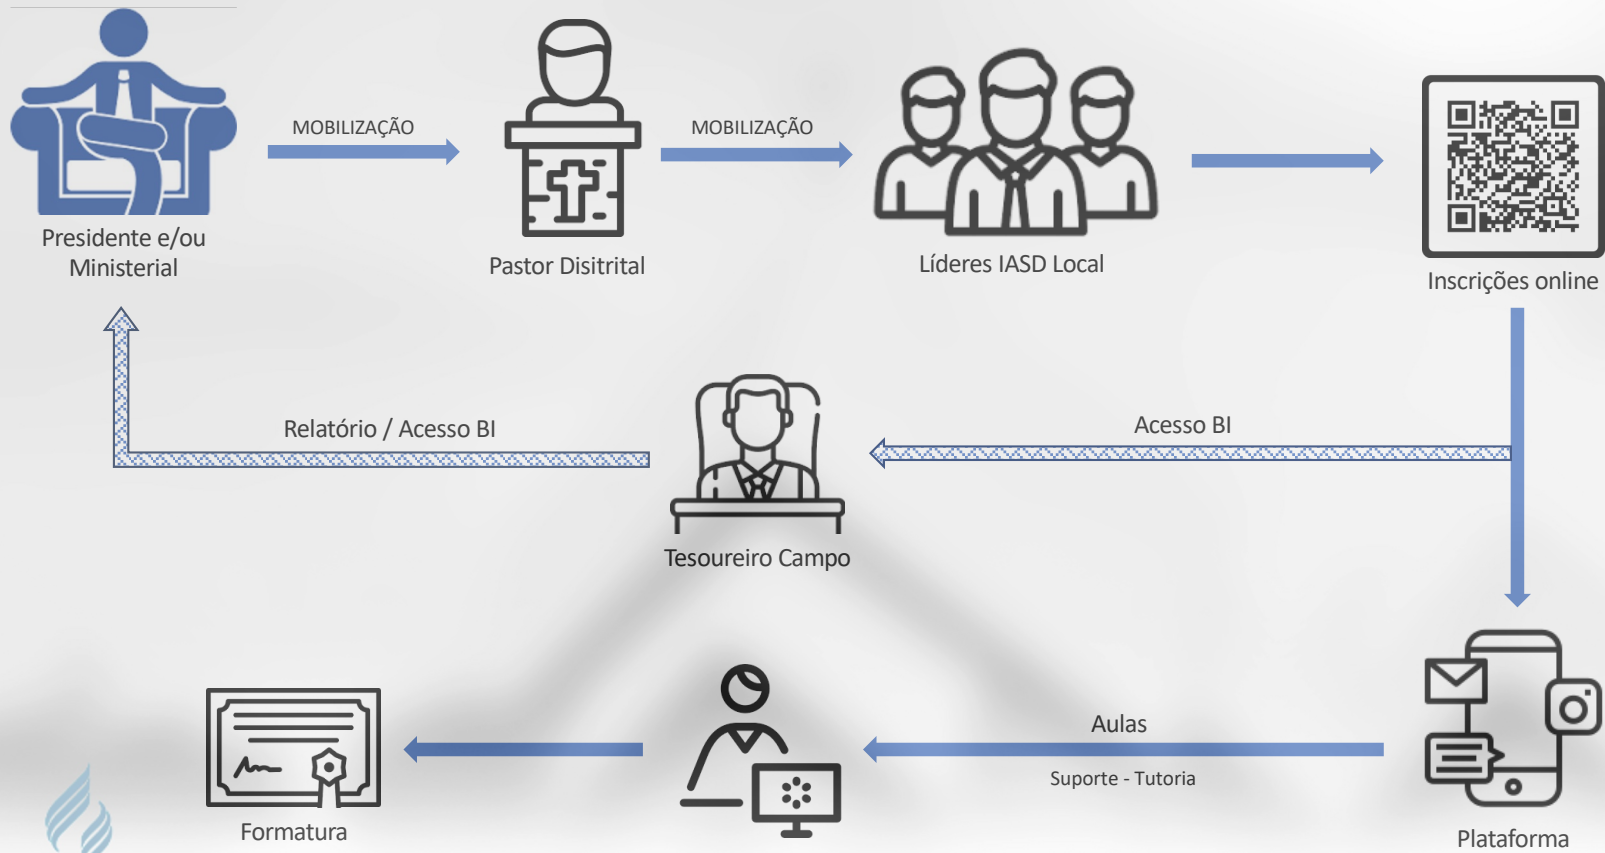 MOBILIZAÇÃO
MOBILIZAÇÃO
Presidente e/ou
Ministerial
Pastor Disitrital
Líderes IASD Local
Inscrições online
Relatório / Acesso BI
Acesso BI
Tesoureiro Campo
Aulas
Suporte - Tutoria
Formatura
Plataforma